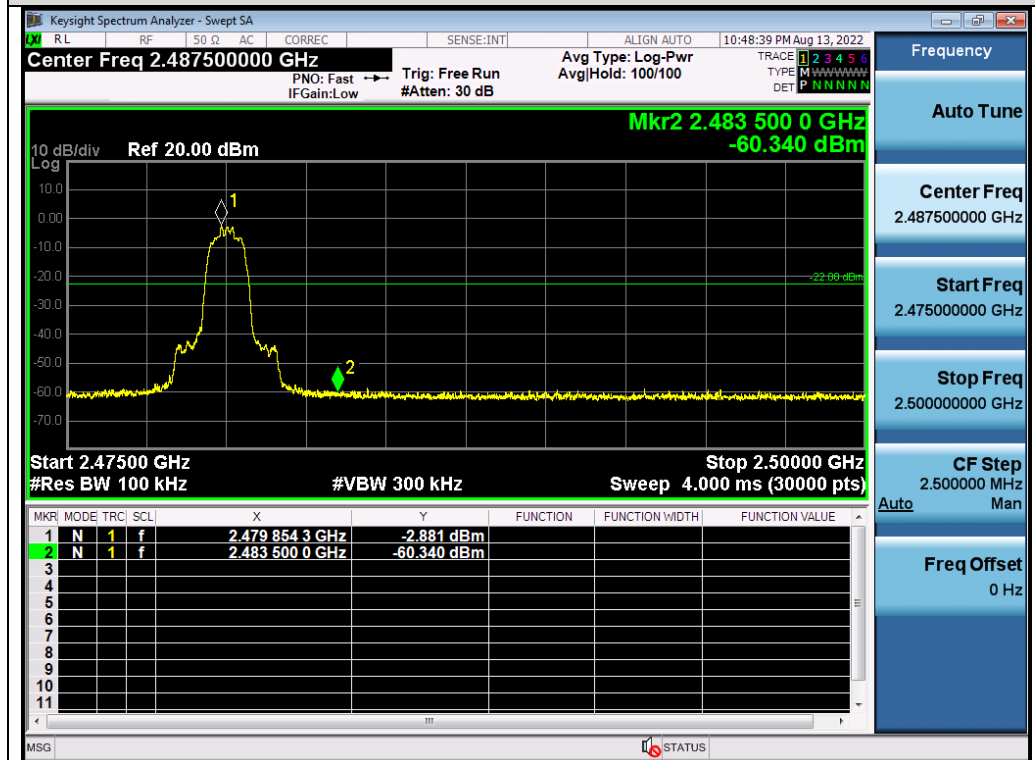 Keysight Spectrum Analyzer - Swept SA
LXI RL RF 50 Ω AC CORREC SENSE:INT ALIGN AUTO 10:48:39 PM Aug 13, 2022
Center Freq 2.487500000 GHz
PNO: Fast
IFGain:Low
Trig: Free Run
#Atten: 30 dB
Avg Type: Log-Pwr
Avg|Hold: 100/100
TRACE 1 2 3 4 5 6
TYPE M WWWWW
DET P N N N N N
Mkr2 2.483 500 0 GHz
-60.340 dBm
10 dB/div Ref 20.00 dBm
Log
10.0
0.00
-10.0
-20.0
-30.0
-40.0
-50.0
-60.0
-70.0
1
-22.00 dBm
2
Start 2.47500 GHz Stop 2.50000 GHz
#Res BW 100 kHz #VBW 300 kHz Sweep 4.000 ms (30000 pts)
MKR MODE TRC SCL X Y FUNCTION FUNCTION WIDTH FUNCTION VALUE
1 N 1 f 2.479 854 3 GHz -2.881 dBm
2 N 1 f 2.483 500 0 GHz -60.340 dBm
3
4
5
6
7
8
9
10
11
MSG STATUS
Frequency
Auto Tune
Center Freq
2.487500000 GHz
Start Freq
2.475000000 GHz
Stop Freq
2.500000000 GHz
CF Step
2.500000 MHz
Auto Man
Freq Offset
0 Hz